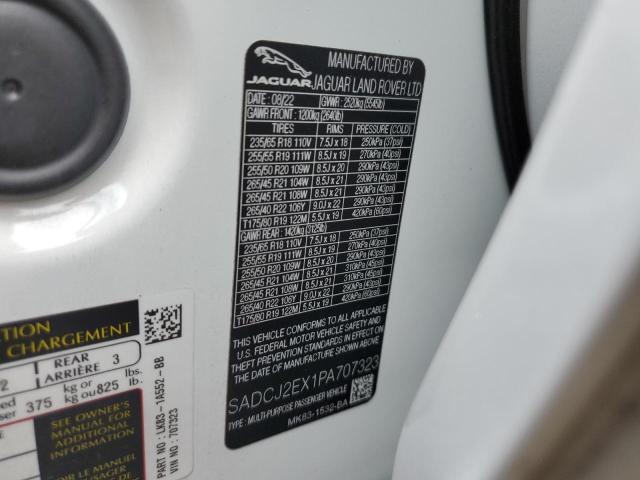 JAGUAR
MANUFACTURED BY
JAGUAR LAND ROVER LTD
DATE : 08/22 GVWR : 2520kg (5545lb)
GAWR FRONT : 1200kg (2640lb)
TIRES RIMS PRESSURE (COLD)
235/65 R18 110V 7.5J x 18 250kPa (37psi)
255/55 R19 111W 8.5J x 19 270kPa (40psi)
255/50 R20 109W 8.5J x 20 290kPa (43psi)
265/45 R21 104W 8.5J x 21 290kPa (43psi)
265/45 R21 108W 8.5J x 21 290kPa (43psi)
265/40 R22 106Y 9.0J x 22 290kPa (43psi)
T175/80 R19 122M 5.5J x 19 420kPa (60psi)
GAWR REAR : 1420kg (3125lb)
235/65 R18 110V 7.5J x 18 250kPa (37psi)
255/55 R19 111W 8.5J x 19 270kPa (40psi)
255/50 R20 109W 8.5J x 20 290kPa (43psi)
265/45 R21 104W 8.5J x 21 310kPa (45psi)
265/45 R21 108W 8.5J x 21 310kPa (45psi)
265/40 R22 106Y 9.0J x 22 290kPa (43psi)
T175/80 R19 122M 5.5J x 19 420kPa (60psi)
THIS VEHICLE CONFORMS TO ALL APPLICABLE
FEDERAL MOTOR VEHICLE SAFETY
STANDARDS IN EFFECT ON
THE DATE OF MANUFACTURE SHOWN ABOVE.
SADCJ2EX1PA707323
TYPE : MULTI-PURPOSE PASSENGER VEHICLE
MK83-1532-BA
CHARGEMENT
REAR
ARRIÈRE 3
375 kg or
kg ou 825 lbs.
lb.
SEE OWNER'S
MANUAL FOR
PART NO : LK83-1A552-BB
VIN NO : 707323